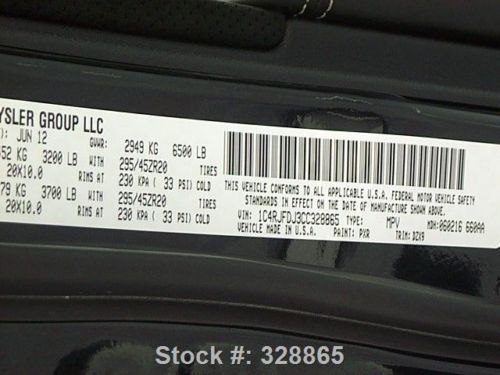 YSLER GROUP LLC
JUN 12 GVWR: 2949 KG 6500 LB
52 KG 3200 LB WITH 295/45ZR20 TIRES
20X10.0 RIMS AT 230 KPA ( 33 PSI) COLD
79 KG 3700 LB WITH 295/45ZR20 TIRES
20X10.0 RIMS AT 230 KPA ( 33 PSI) COLD
THIS VEHICLE CONFORMS TO ALL APPLICABLE U.S.A. FEDERAL MOTOR VEHICLE SAFETY
STANDARDS IN EFFECT ON THE DATE OF MANUFACTURE SHOWN ABOVE.
VIN: 1C4RJFDJ3CC328865 TYPE: MPV MDH: 060216 660AA
VEHICLE MADE IN U.S.A. PAINT: PXR TRIM: DZX9
Stock #: 328865